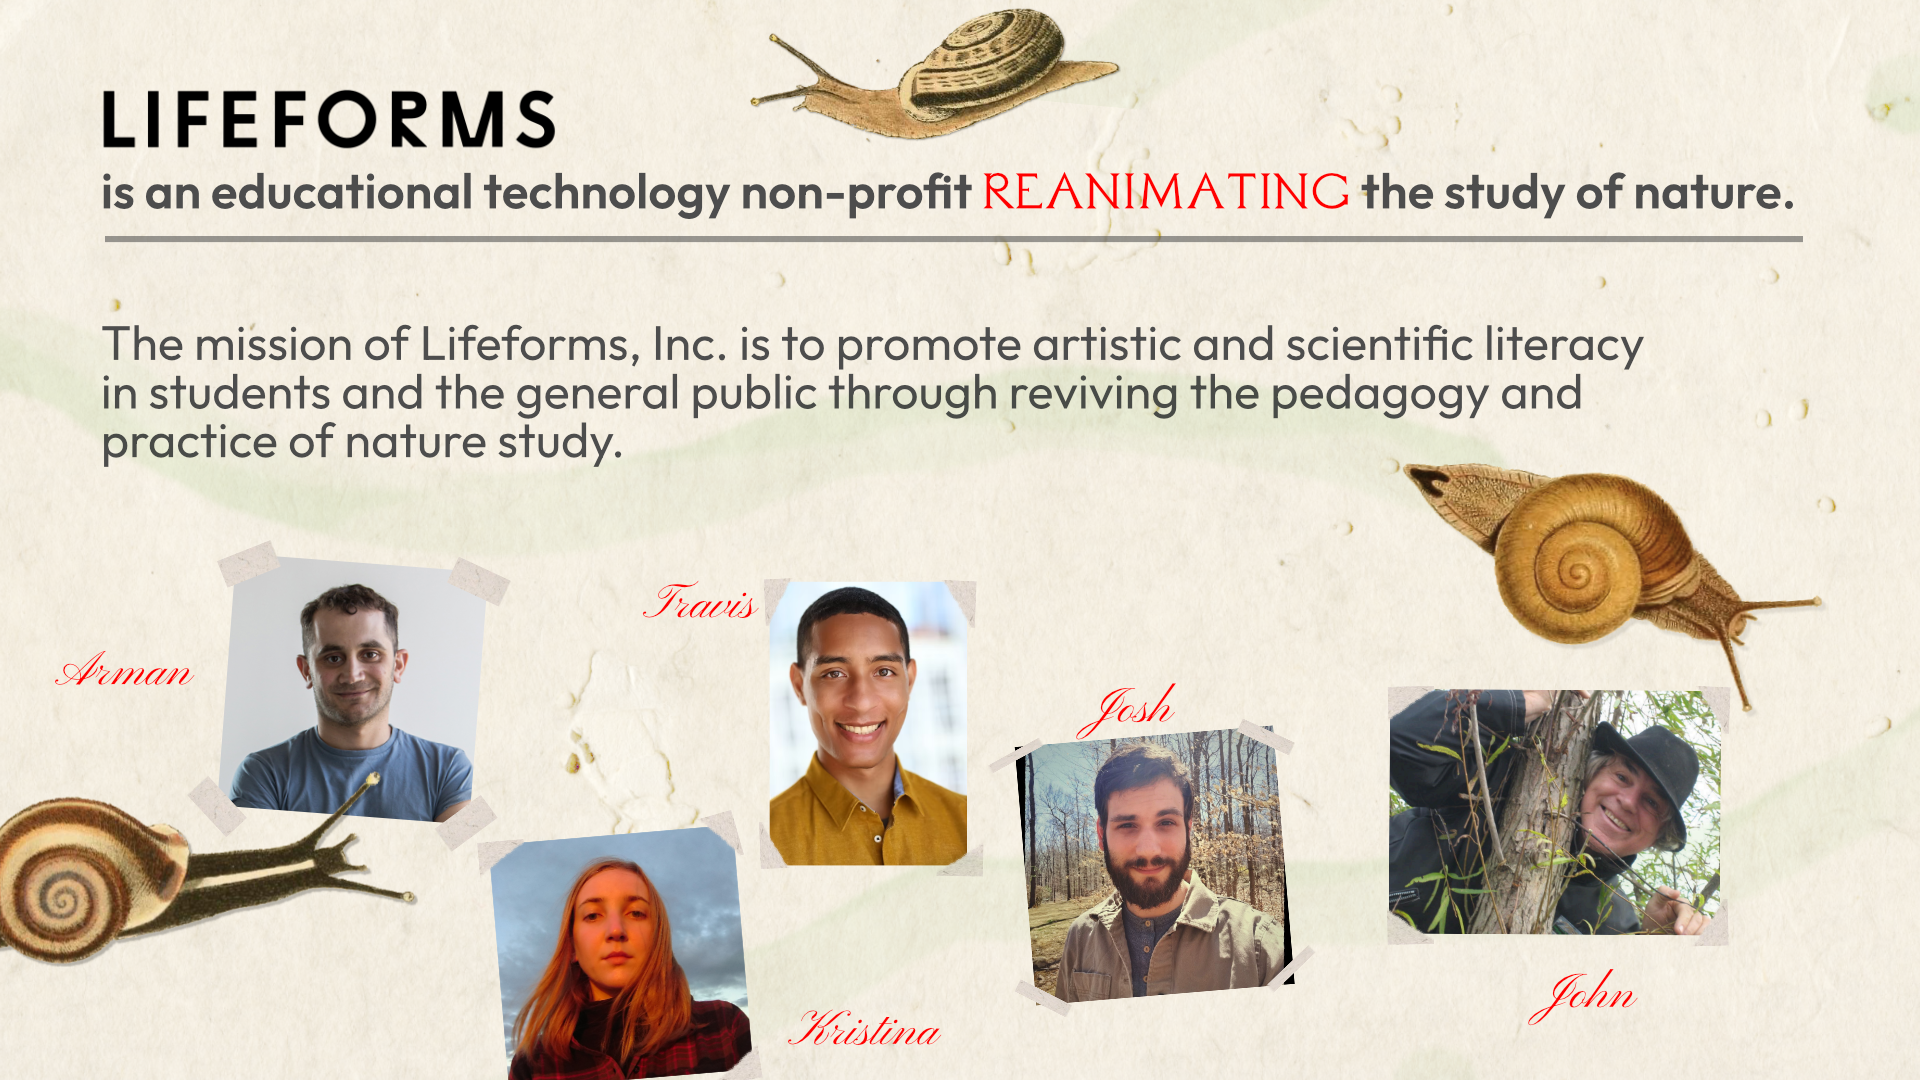 LIFEFORMS
is an educational technology non-profit REANIMATING the study of nature.
The mission of Lifeforms, Inc. is to promote artistic and scientific literacy
in students and the general public through reviving the pedagogy and
practice of nature study.
Travis
Arman
Josh
John
Kristina